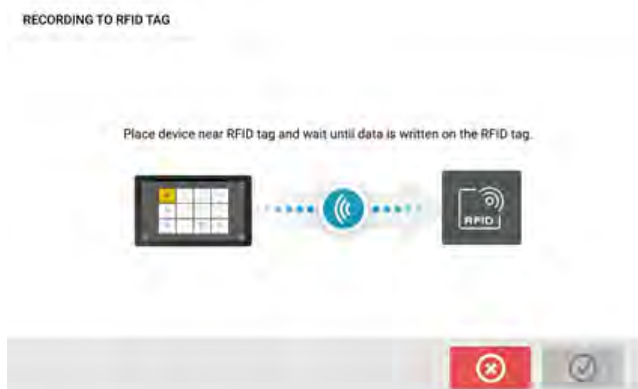 RECORDING TO RFID TAG
Place device near RFID tag and wait until data is written on the RFID tag.
RFID